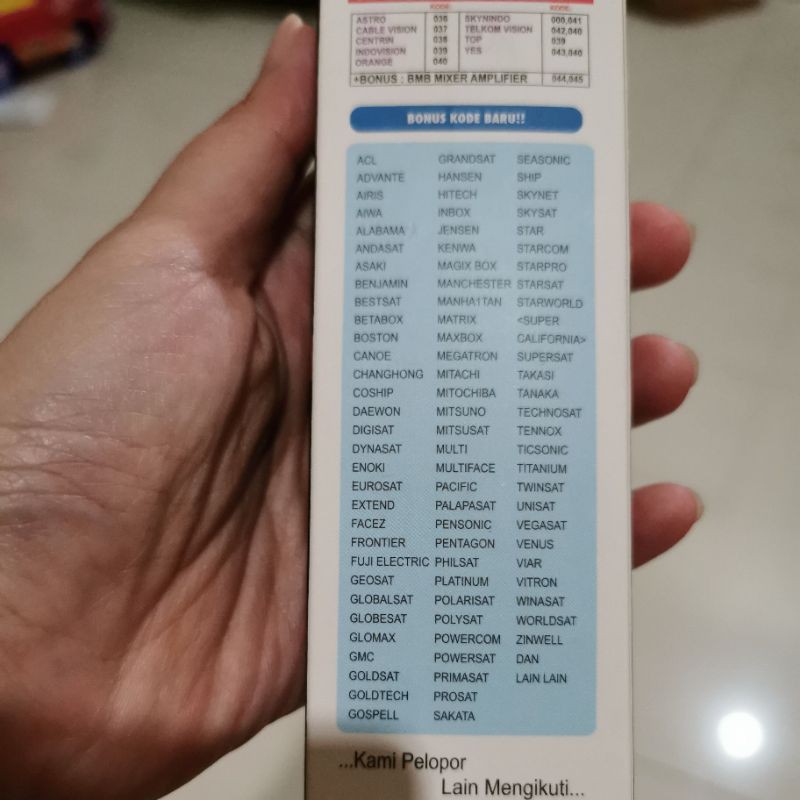 KODE: KODE:
ASTRO 036 SKYNINDO 000,041
CABLE VISION 037 TELKOM VISION 042,040
CENTRIN 038 TOP 039
INDOVISION 039 YES 043,040
ORANGE 040
+BONUS : BMB MIXER AMPLIFIER 044,045
BONUS KODE BARU!!
ACL GRANDSAT SEASONIC
ADVANTE HANSEN SHIP
AIRIS HITECH SKYNET
AIWA INBOX SKYSAT
ALABAMA JENSEN STAR
ANDASAT KENWA STARCOM
ASAKI MAGIX BOX STARPRO
BENJAMIN MANCHESTER STARSAT
BESTSAT MANHA1TAN STARWORLD
BETABOX MATRIX <SUPER
BOSTON MAXBOX CALIFORNIA>
CANOE MEGATRON SUPERSAT
CHANGHONG MITACHI TAKASI
COSHIP MITOCHIBA TANAKA
DAEWON MITSUNO TECHNOSAT
DIGISAT MITSUSAT TENNOX
DYNASAT MULTI TICSONIC
ENOKI MULTIFACE TITANIUM
EUROSAT PACIFIC TWINSAT
EXTEND PALAPASAT UNISAT
FACEZ PENSONIC VEGASAT
FRONTIER PENTAGON VENUS
FUJI ELECTRIC PHILSAT VIAR
GEOSAT PLATINUM VITRON
GLOBALSAT POLARISAT WINASAT
GLOBESAT POLYSAT WORLDSAT
GLOMAX POWERCOM ZINWELL
GMC POWERSAT DAN
GOLDSAT PRIMASAT LAIN LAIN
GOLDTECH PROSAT
GOSPELL SAKATA
...Kami Pelopor
Lain Mengikuti...